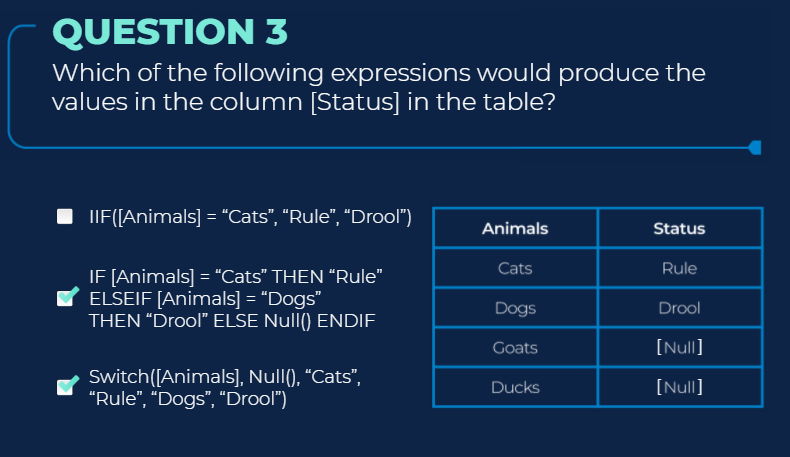 QUESTION 3
Which of the following expressions would produce the
values in the column [Status] in the table?
IIF([Animals] = “Cats”, “Rule”, “Drool”)
IF [Animals] = “Cats” THEN “Rule”
ELSEIF [Animals] = “Dogs”
THEN “Drool” ELSE Null() ENDIF
Switch([Animals], Null(), “Cats”,
“Rule”, “Dogs”, “Drool”)
Animals Status
Cats Rule
Dogs Drool
Goats [Null]
Ducks [Null]